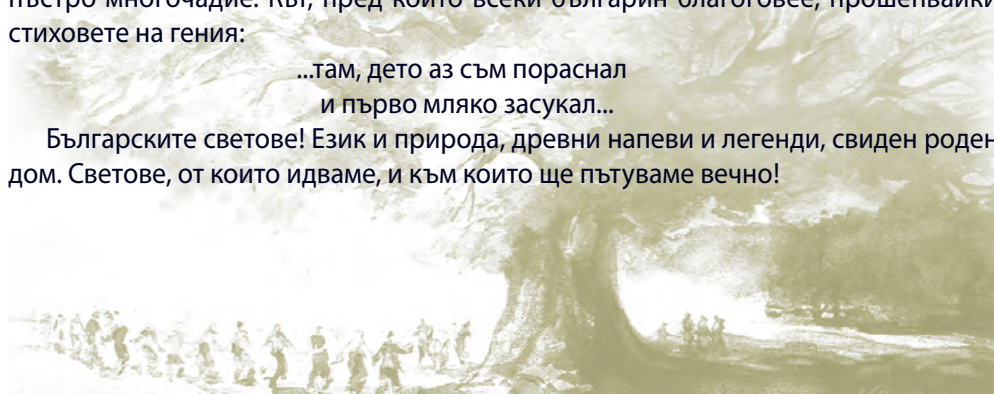 пъстро многочадие. Кът, пред който всеки българин благоговее, прошепвайки
стиховете на гения:
...там, дето аз съм пораснал
и първо мляко засукал...
Българските светове! Език и природа, древни напеви и легенди, свиден роден
дом. Светове, от които идваме, и към които ще пътуваме вечно!